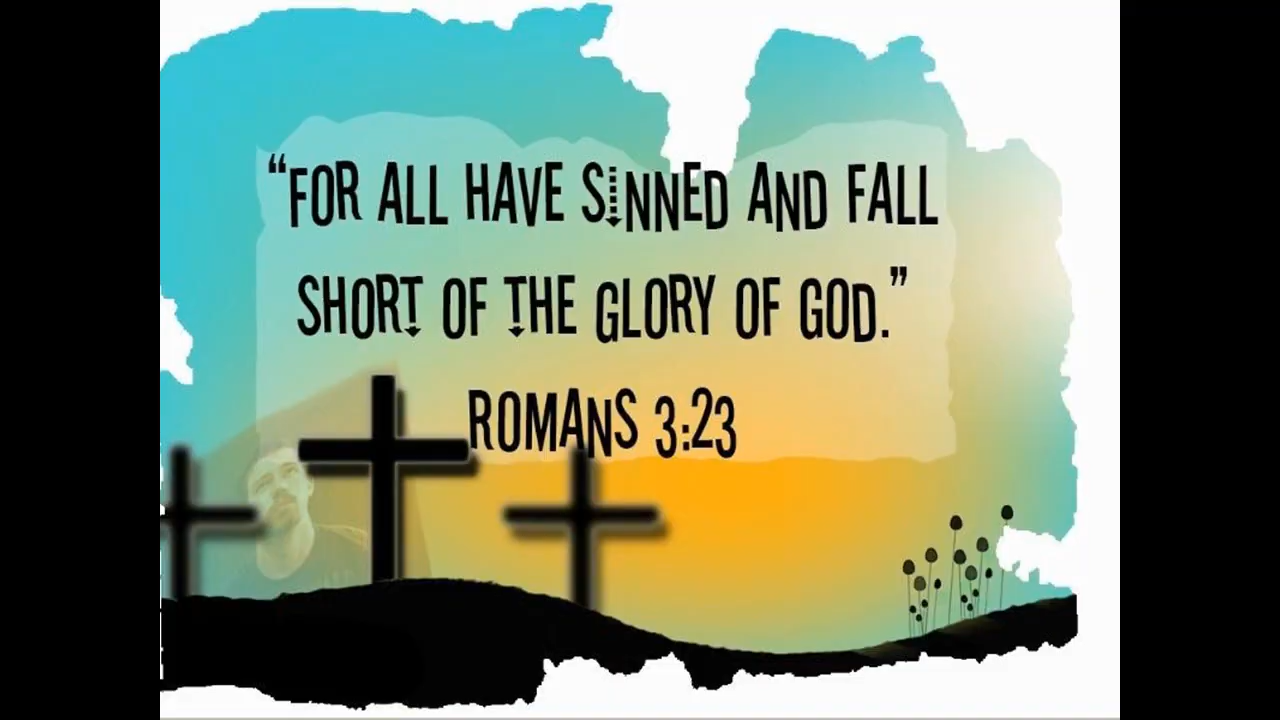 “FOR ALL HAVE SINNED AND FALL
SHORT OF THE GLORY OF GOD.”
ROMANS 3:23